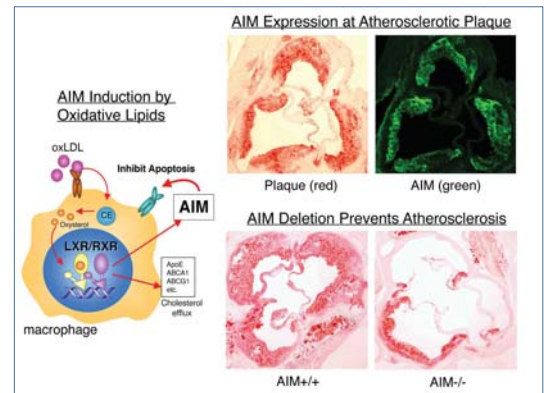 AIM Expression at Atherosclerotic Plaque
Plaque (red)
AIM (green)
AIM Induction by
Oxidative Lipids
oxLDL
Inhibit Apoptosis
AIM
CE
Oxysterol
LXR/RXR
ApoE
ABCA1
ABCG1
etc.
Cholesterol
efflux
macrophage
AIM Deletion Prevents Atherosclerosis
AIM+/+
AIM-/-